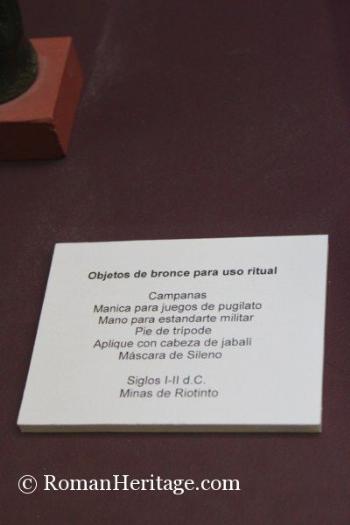 Objetos de bronce para uso ritual
Campanas
Manica para juegos de pugilato
Mano para estandarte militar
Pie de trípode
Aplique con cabeza de jabalí
Máscara de Sileno
Siglos I-II d.C.
Minas de Riotinto
© RomanHeritage.com